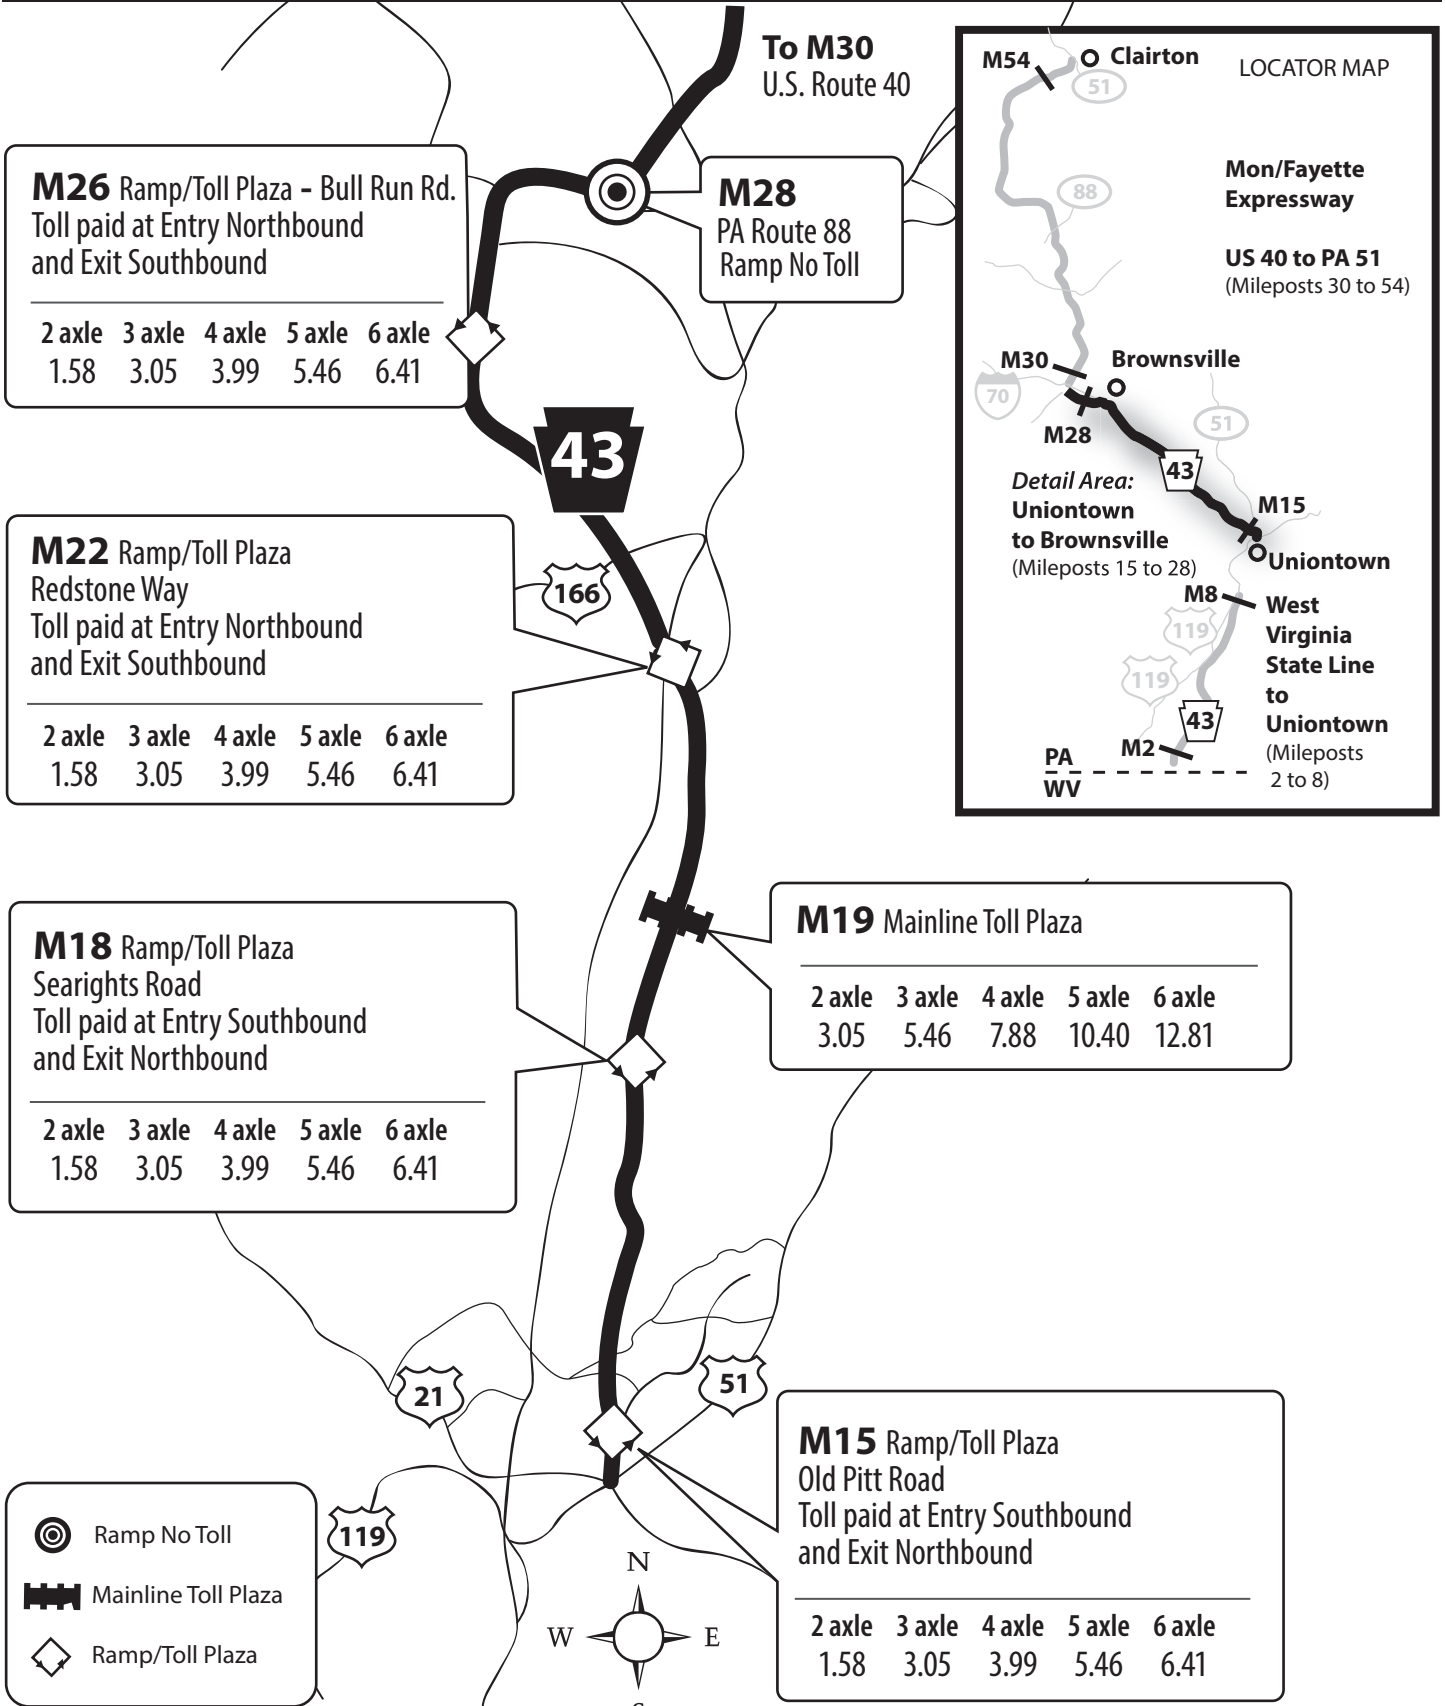 To M30
U.S. Route 40
M26 Ramp/Toll Plaza - Bull Run Rd.
Toll paid at Entry Northbound
and Exit Southbound
2 axle 3 axle 4 axle 5 axle 6 axle
1.58 3.05 3.99 5.46 6.41
M28
PA Route 88
Ramp No Toll
43
M22 Ramp/Toll Plaza
Redstone Way
Toll paid at Entry Northbound
and Exit Southbound
2 axle 3 axle 4 axle 5 axle 6 axle
1.58 3.05 3.99 5.46 6.41
166
M18 Ramp/Toll Plaza
Searights Road
Toll paid at Entry Southbound
and Exit Northbound
2 axle 3 axle 4 axle 5 axle 6 axle
1.58 3.05 3.99 5.46 6.41
M19 Mainline Toll Plaza
2 axle 3 axle 4 axle 5 axle 6 axle
3.05 5.46 7.88 10.40 12.81
21
51
119
M15 Ramp/Toll Plaza
Old Pitt Road
Toll paid at Entry Southbound
and Exit Northbound
2 axle 3 axle 4 axle 5 axle 6 axle
1.58 3.05 3.99 5.46 6.41
Ramp No Toll
Mainline Toll Plaza
Ramp/Toll Plaza
N
W E
LOCATOR MAP
M54
Clairton
51
Mon/Fayette
Expressway
88
US 40 to PA 51
(Mileposts 30 to 54)
M30
Brownsville
70
M28
51
43
Detail Area:
Uniontown
to Brownsville
(Mileposts 15 to 28)
M15
Uniontown
M8
119
119
West
Virginia
State Line
to
Uniontown
(Mileposts
2 to 8)
43
M2
PA
WV